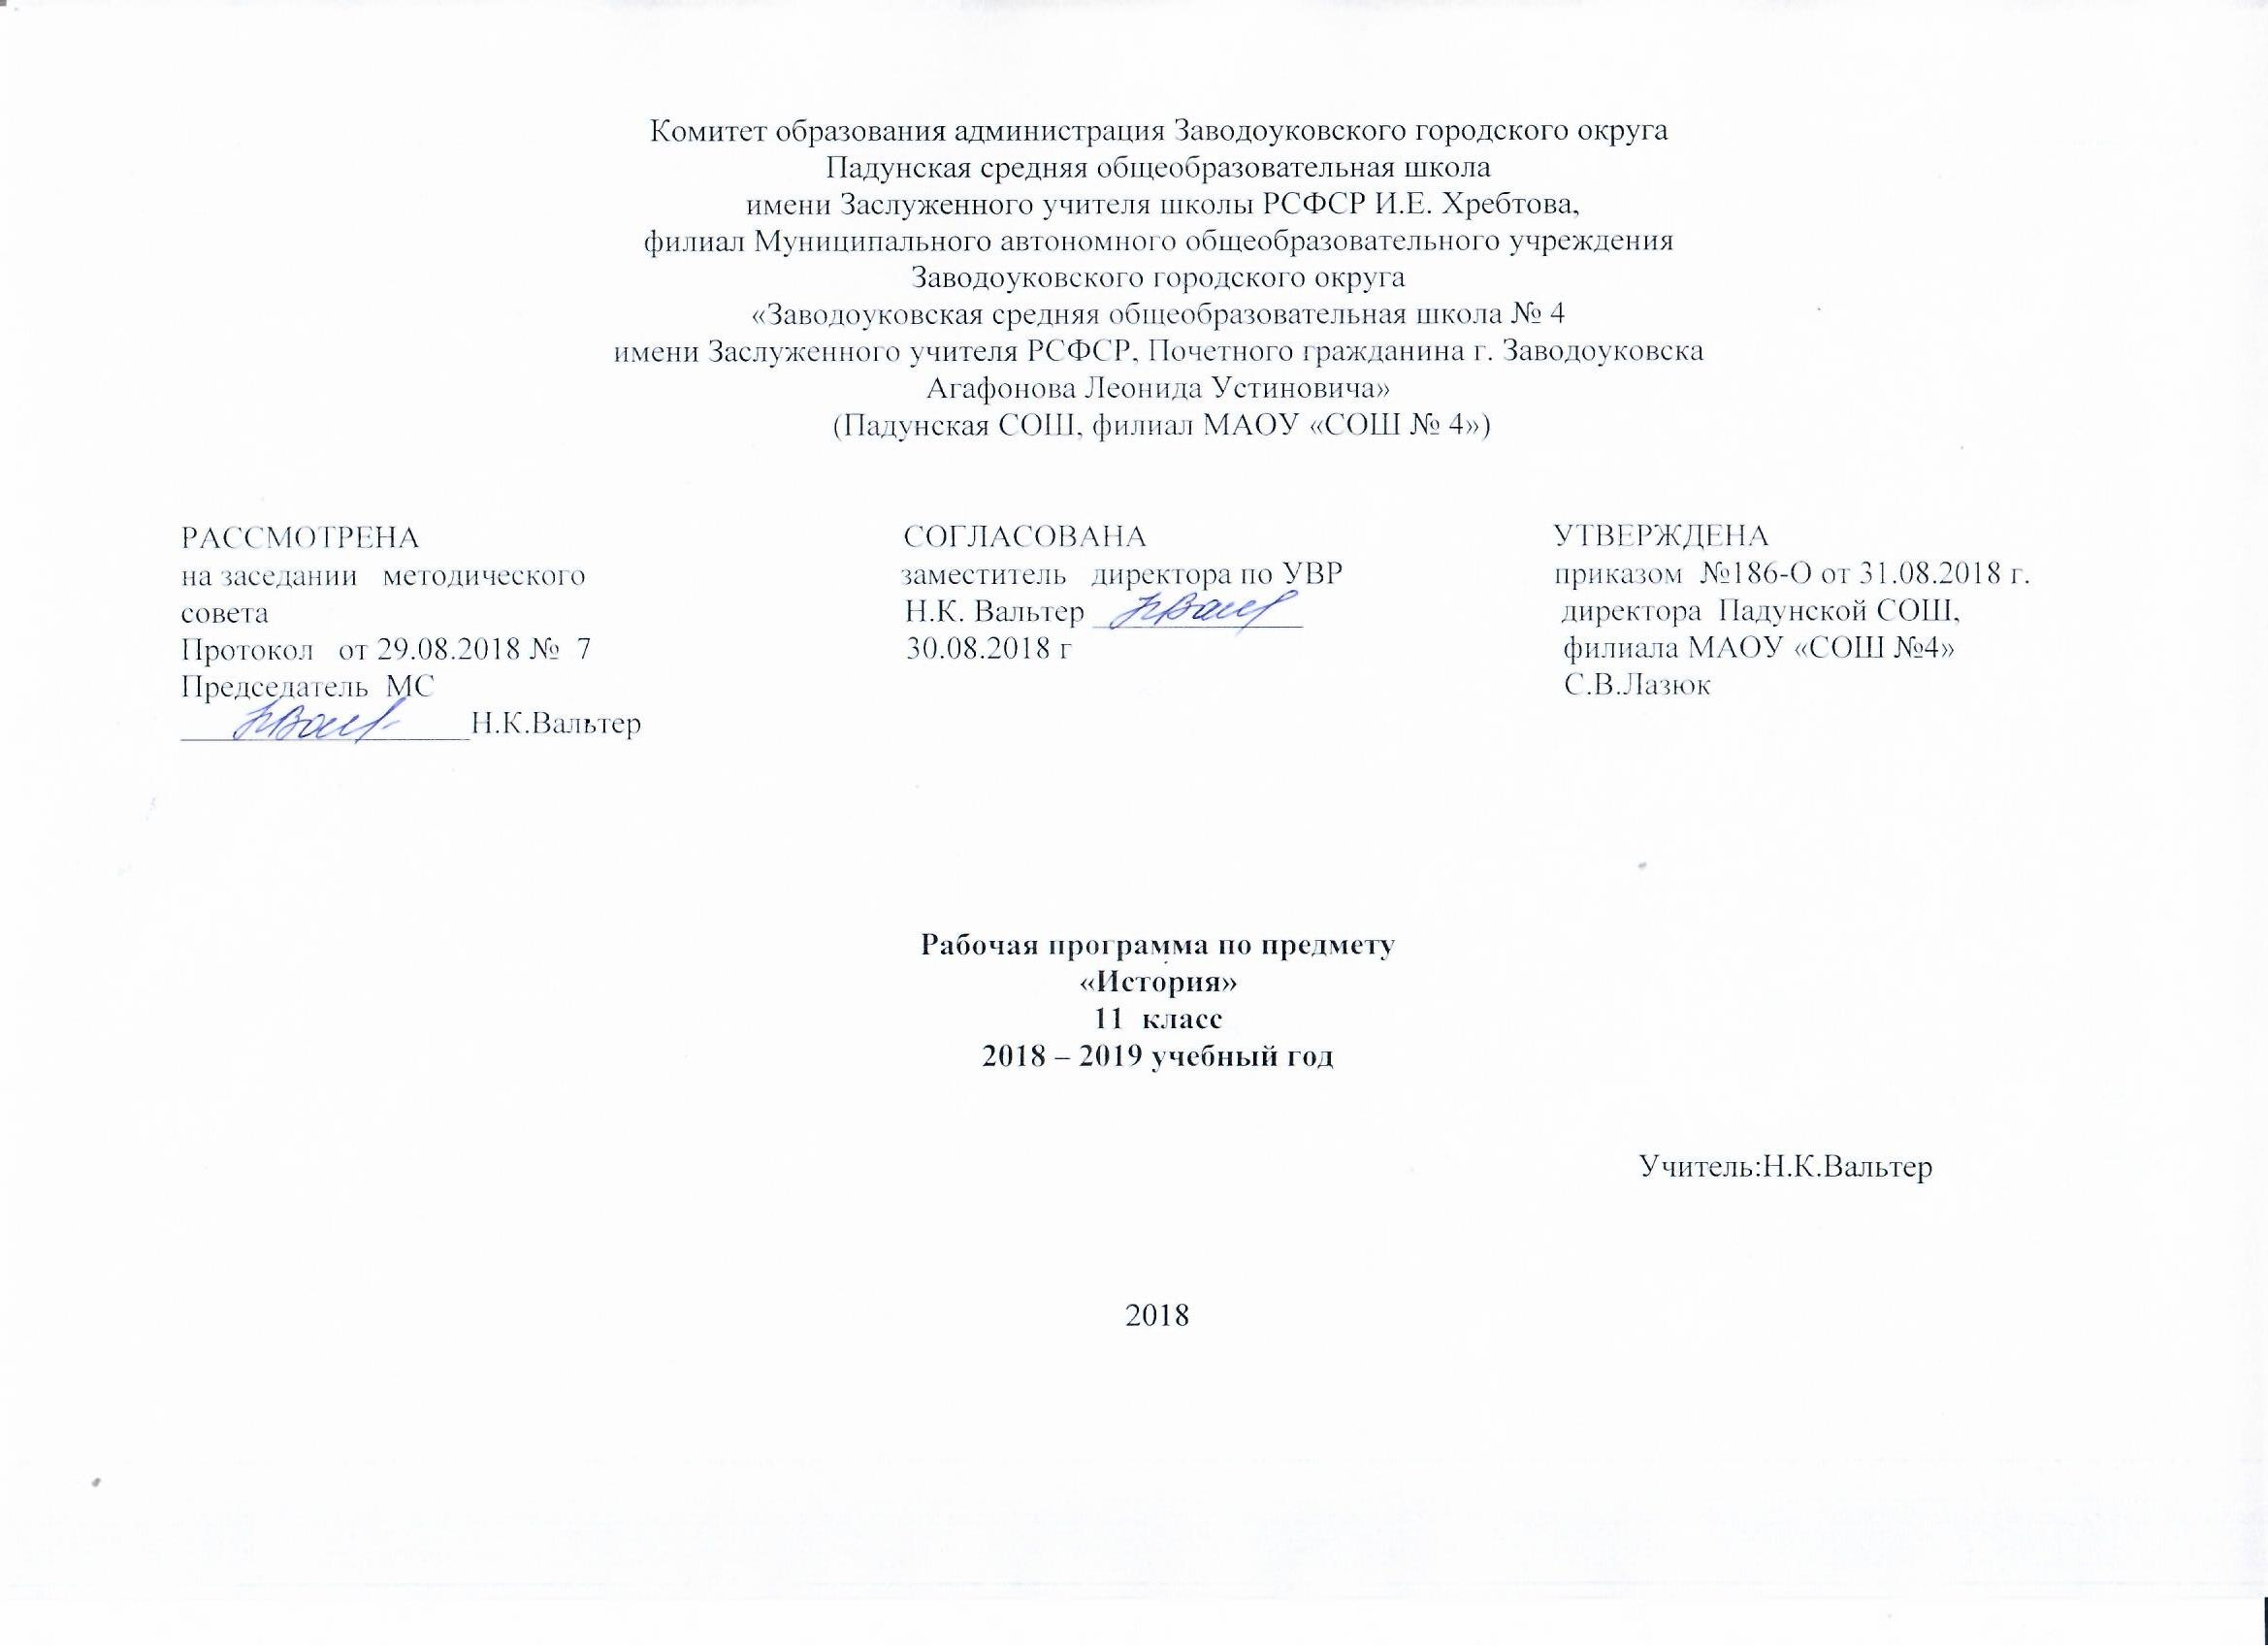 Комитет образования администрация Заводоуковского городского округа
Падунская средняя общеобразовательная школа
имени Заслуженного учителя школы РСФСР И.Е. Хребтова,
филиал Муниципального автономного общеобразовательного учреждения
Заводоуковского городского округа
«Заводоуковская средняя общеобразовательная школа № 4
имени Заслуженного учителя РСФСР, Почетного гражданина г. Заводоуковска
Агафонова Леонида Устиновича»
(Падунская СОШ, филиал МАОУ «СОШ № 4»)
РАССМОТРЕНА
на заседании методического
совета
Протокол от 29.08.2018 № 7
Председатель МС
Н.К.Вальтер
СОГЛАСОВАНА
заместитель директора по УВР
Н.К. Вальтер
30.08.2018 г
УТВЕРЖДЕНА
приказом №186-О от 31.08.2018 г.
директора Падунской СОШ,
филиала МАОУ «СОШ №4»
С.В.Лазюк
Рабочая программа по предмету
«История»
11 класс
2018 – 2019 учебный год
Учитель:Н.К.Вальтер
2018